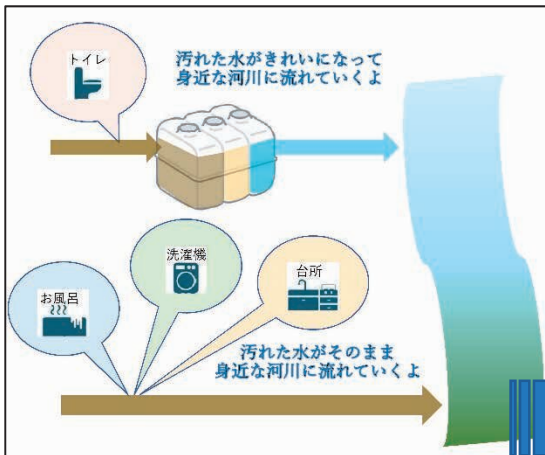 トイレ
汚れた水がきれいになって
身近な河川に流れていくよ
洗濯機
台所
お風呂
汚れた水がそのまま
身近な河川に流れていくよ